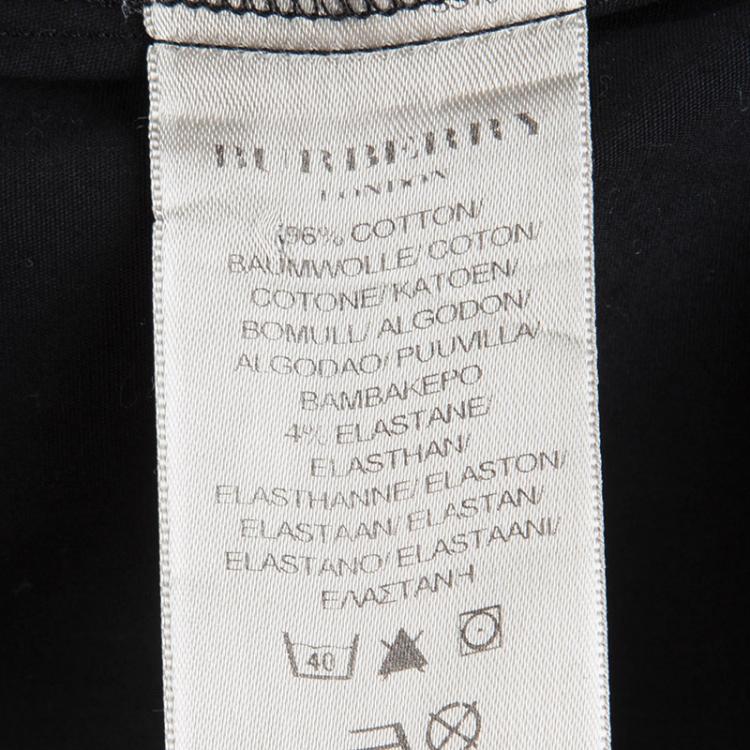 BURBERRY
LONDON
96% COTTON/
BAUMWOLLE/ COTON/
COTONE/ KATOEN/
BOMULL/ ALGODON/
ALGODAO/ PUUVILLA/
BAMBAKEPO
4% ELASTANE/
ELASTHAN/
ELASTHANNE/ ELASTON/
ELASTAAN/ ELASTAN/
ELASTANO/ ELASTAANI/
ΕΛΑΣΤΑΝΗ
40